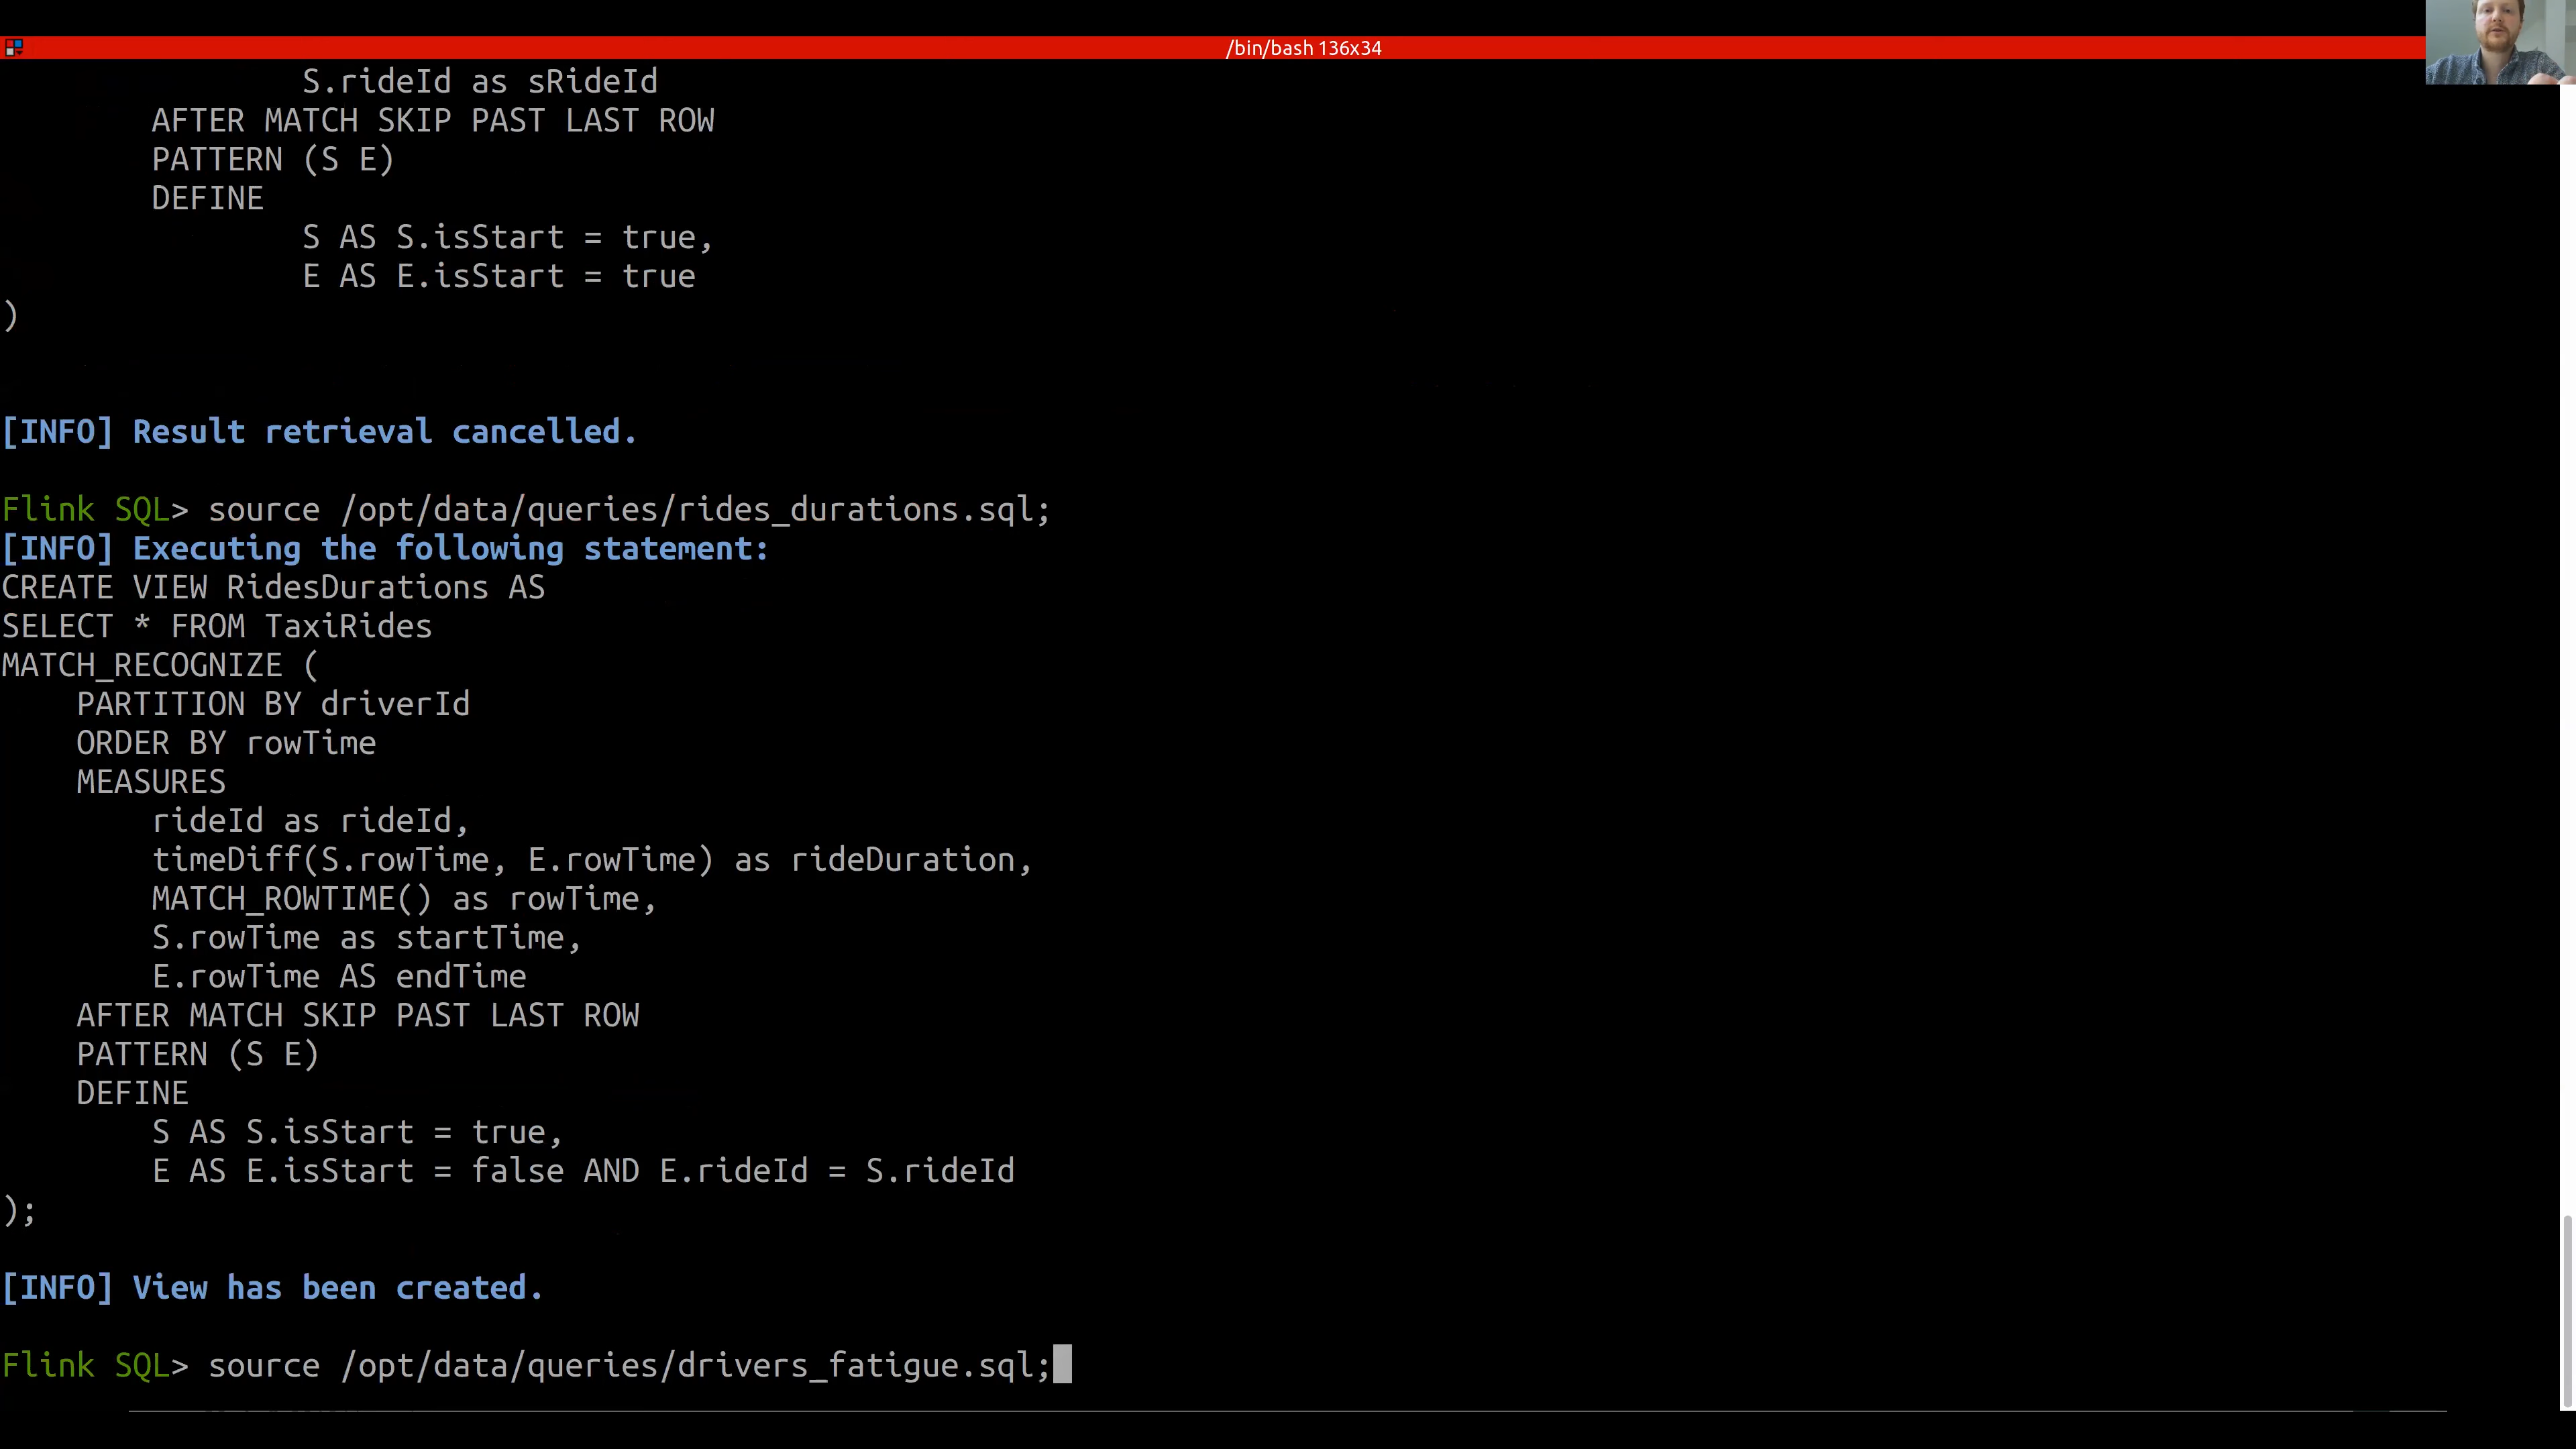 /bin/bash 136x34
S.rideId as sRideId
AFTER MATCH SKIP PAST LAST ROW
PATTERN (S E)
DEFINE
S AS S.isStart = true,
E AS E.isStart = true
)
[INFO] Result retrieval cancelled.
Flink SQL> source /opt/data/queries/rides_durations.sql;
[INFO] Executing the following statement:
CREATE VIEW RidesDurations AS
SELECT * FROM TaxiRides
MATCH_RECOGNIZE (
PARTITION BY driverId
ORDER BY rowTime
MEASURES
rideId as rideId,
timeDiff(S.rowTime, E.rowTime) as rideDuration,
MATCH_ROWTIME() as rowTime,
S.rowTime as startTime,
E.rowTime AS endTime
AFTER MATCH SKIP PAST LAST ROW
PATTERN (S E)
DEFINE
S AS S.isStart = true,
E AS E.isStart = false AND E.rideId = S.rideId
);
[INFO] View has been created.
Flink SQL> source /opt/data/queries/drivers_fatigue.sql;